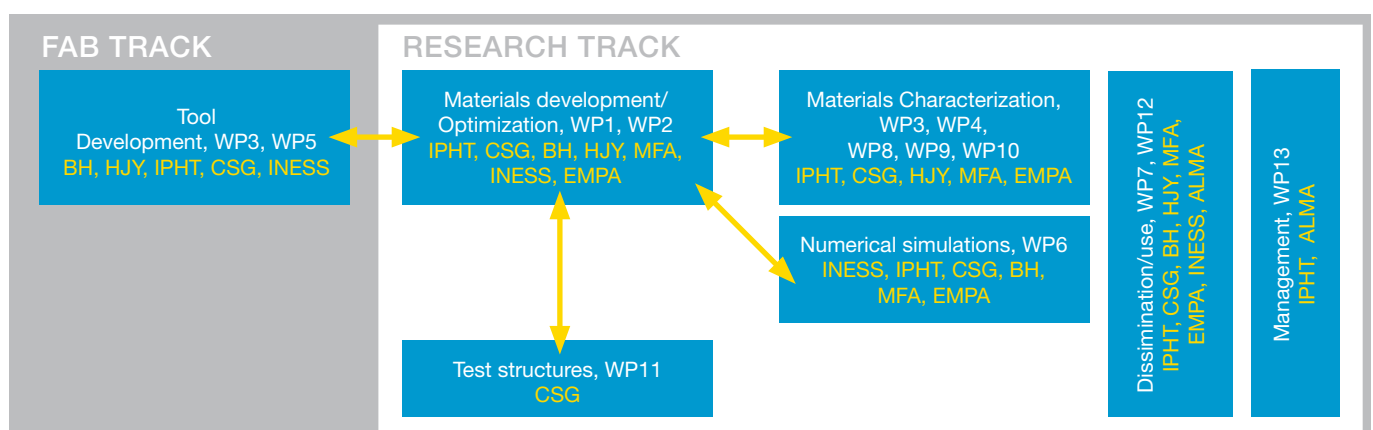 FAB TRACK
RESEARCH TRACK
Tool
Development, WP3, WP5
BH, HJY, IPHT, CSG, INESS
Materials development/
Optimization, WP1, WP2
IPHT, CSG, BH, HJY, MFA,
INESS, EMPA
Materials Characterization,
WP3, WP4,
WP8, WP9, WP10
IPHT, CSG, HJY, MFA, EMPA
Numerical simulations, WP6
INESS, IPHT, CSG, BH,
MFA, EMPA
Test structures, WP11
CSG
Dissimination/use, WP7, WP12
IPHT, CSG, BH, HJY, MFA,
EMPA, INESS, ALMA
Management, WP13
IPHT, ALMA